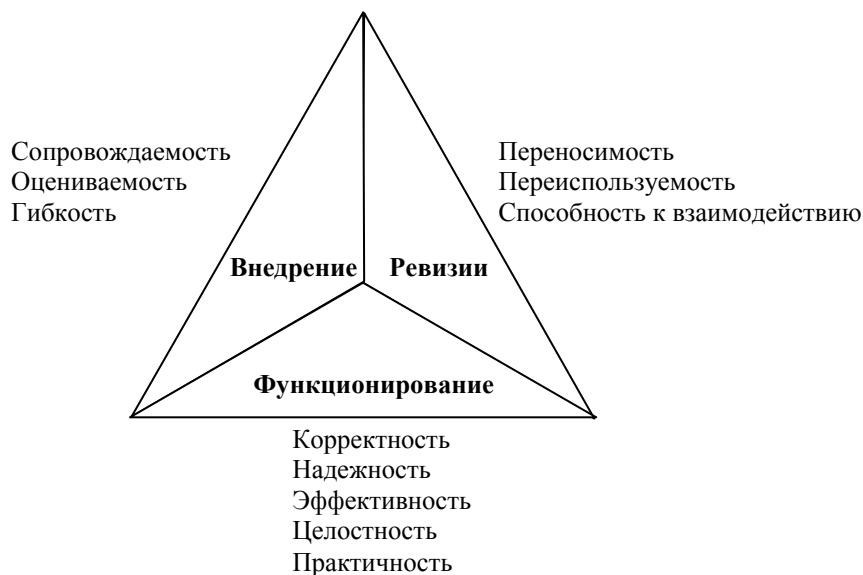 Сопровождаемость
Оцениваемость
Гибкость
Переносимость
Переиспользуемость
Способность к взаимодействию
Внедрение
Ревизии
Функционирование
Корректность
Надежность
Эффективность
Целостность
Практичность